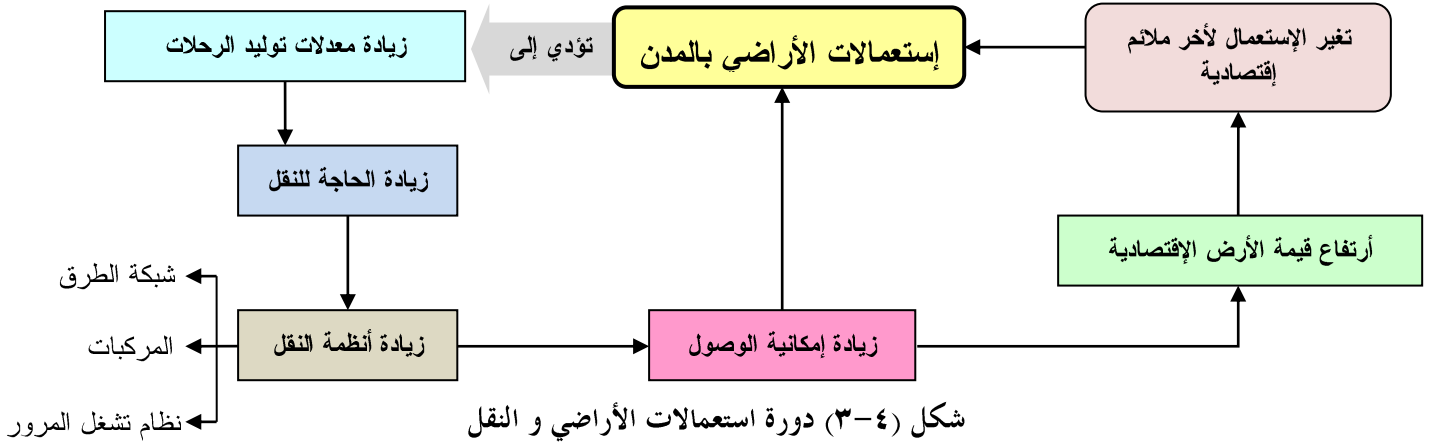 إستعمالات الأراضي بالمدن
تؤدي إلى
زيادة معدلات توليد الرحلات
زيادة الحاجة للنقل
زيادة أنظمة النقل
شبكة الطرق
المركبات
نظام تشغل المرور
زيادة إمكانية الوصول
أرتفاع قيمة الأرض الإقتصادية
تغير الإستعمال لأخر ملائم
إقتصادية
شكل (٤-٣) دورة استعمالات الأراضي و النقل